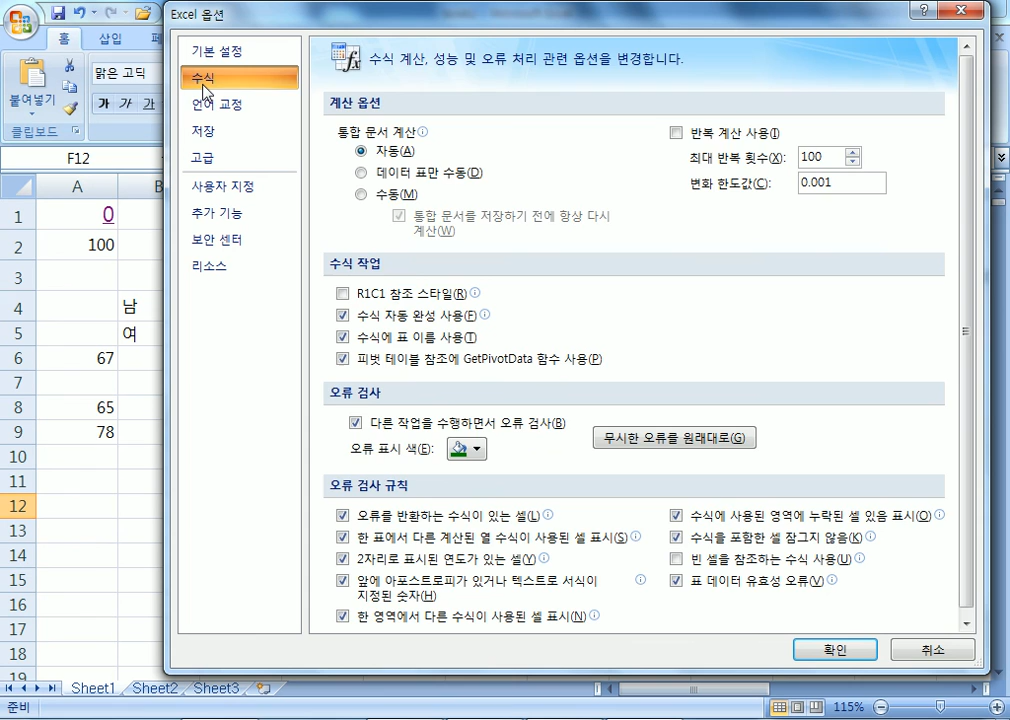 Excel 옵션
홈
삽입
붙여넣기
맑은 고딕
가 가 가
클립보드
F12
A
B
1
0
2
100
3
4
남
5
여
6
67
7
8
65
9
78
10
11
12
13
14
15
16
17
18
19
기본 설정
수식
언어 교정
저장
고급
사용자 지정
추가 기능
보안 센터
리소스
수식 계산, 성능 및 오류 처리 관련 옵션을 변경합니다.
계산 옵션
통합 문서 계산
자동(A)
데이터 표만 수동(D)
수동(M)
통합 문서를 저장하기 전에 항상 다시
계산(W)
반복 계산 사용(I)
최대 반복 횟수(X): 100
변화 한도값(C): 0.001
수식 작업
R1C1 참조 스타일(R)
수식 자동 완성 사용(F)
수식에 표 이름 사용(T)
피벗 테이블 참조에 GetPivotData 함수 사용(P)
오류 검사
다른 작업을 수행하면서 오류 검사(B)
오류 표시 색(E):
무시한 오류를 원래대로(G)
오류 검사 규칙
오류를 반환하는 수식이 있는 셀(L)
한 표에서 다른 계산된 열 수식이 사용된 셀 표시(S)
2자리로 표시된 연도가 있는 셀(Y)
앞에 아포스트로피가 있거나 텍스트로 서식이
지정된 숫자(H)
한 영역에서 다른 수식이 사용된 셀 표시(N)
수식에 사용된 영역에 누락된 셀 있음 표시(O)
수식을 포함한 셀 잠그지 않음(K)
빈 셀을 참조하는 수식 사용(U)
표 데이터 유효성 오류(V)
확인
취소
Sheet1 Sheet2 Sheet3
준비
115%